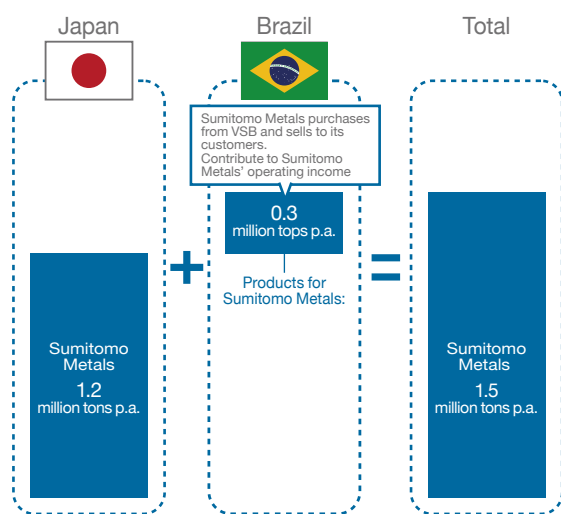 Japan
Brazil
Total
Sumitomo Metals purchases
from VSB and sells to its
customers.
Contribute to Sumitomo
Metals' operating income
0.3
million tops p.a.
+
=
Products for
Sumitomo Metals:
Sumitomo
Metals
1.2
million tons p.a.
Sumitomo
Metals
1.5
million tons p.a.